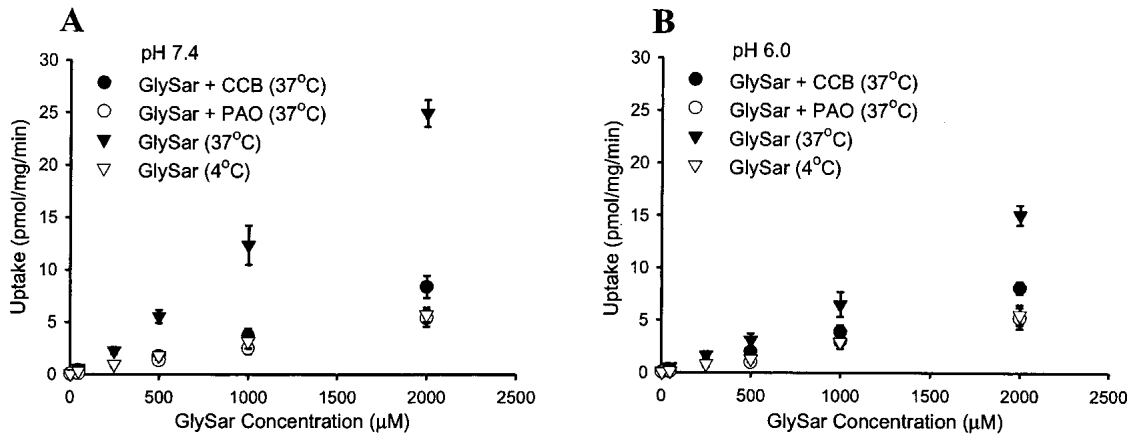 A
pH 7.4
GlySar + CCB (37°C)
GlySar + PAO (37°C)
GlySar (37°C)
GlySar (4°C)
30
25
20
15
10
5
0
Uptake (pmol/mg/min)
0 500 1000 1500 2000 2500
GlySar Concentration (μM)
B
pH 6.0
GlySar + CCB (37°C)
GlySar + PAO (37°C)
GlySar (37°C)
GlySar (4°C)
30
25
20
15
10
5
0
Uptake (pmol/mg/min)
0 500 1000 1500 2000 2500
GlySar Concentration (μM)